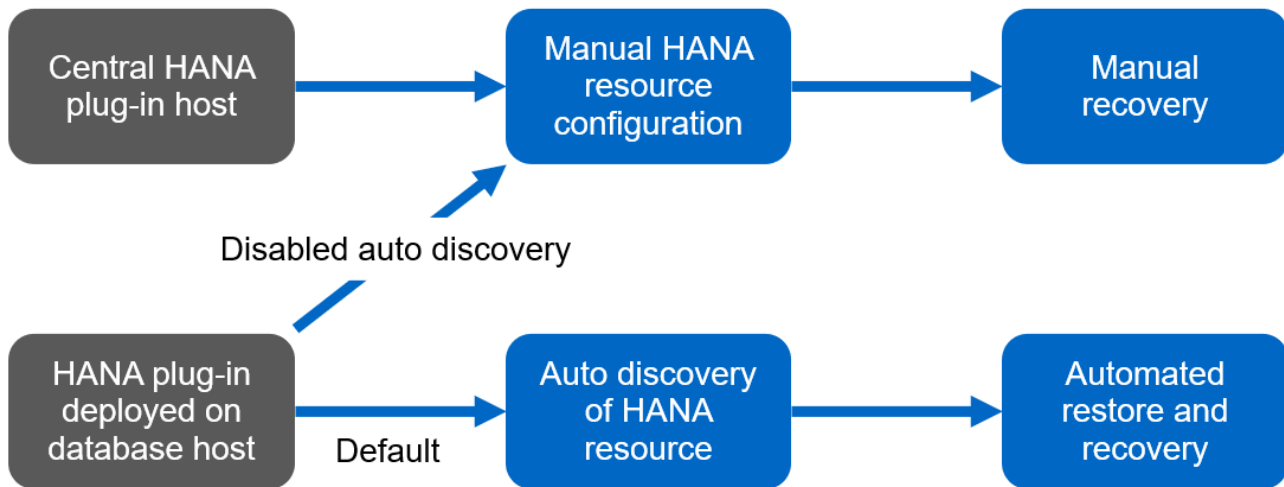 Central HANA
plug-in host
Manual HANA
resource
configuration
Manual
recovery
Disabled auto discovery
HANA plug-in
deployed on
database host
Default
Auto discovery
of HANA
resource
Automated
restore and
recovery